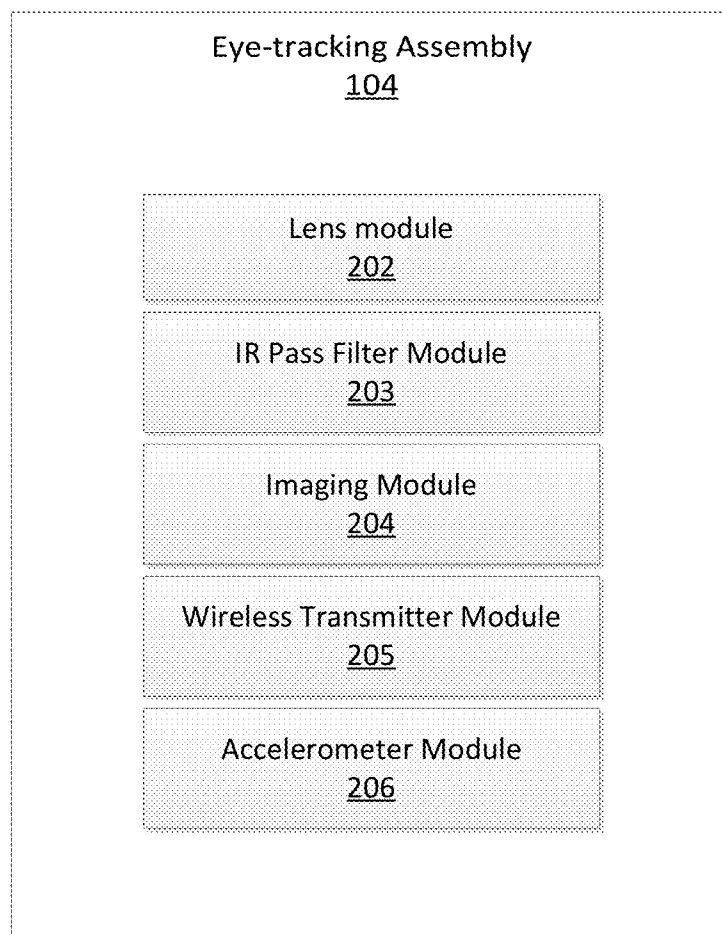 Eye-tracking Assembly
104
Lens module
202
IR Pass Filter Module
203
Imaging Module
204
Wireless Transmitter Module
205
Accelerometer Module
206